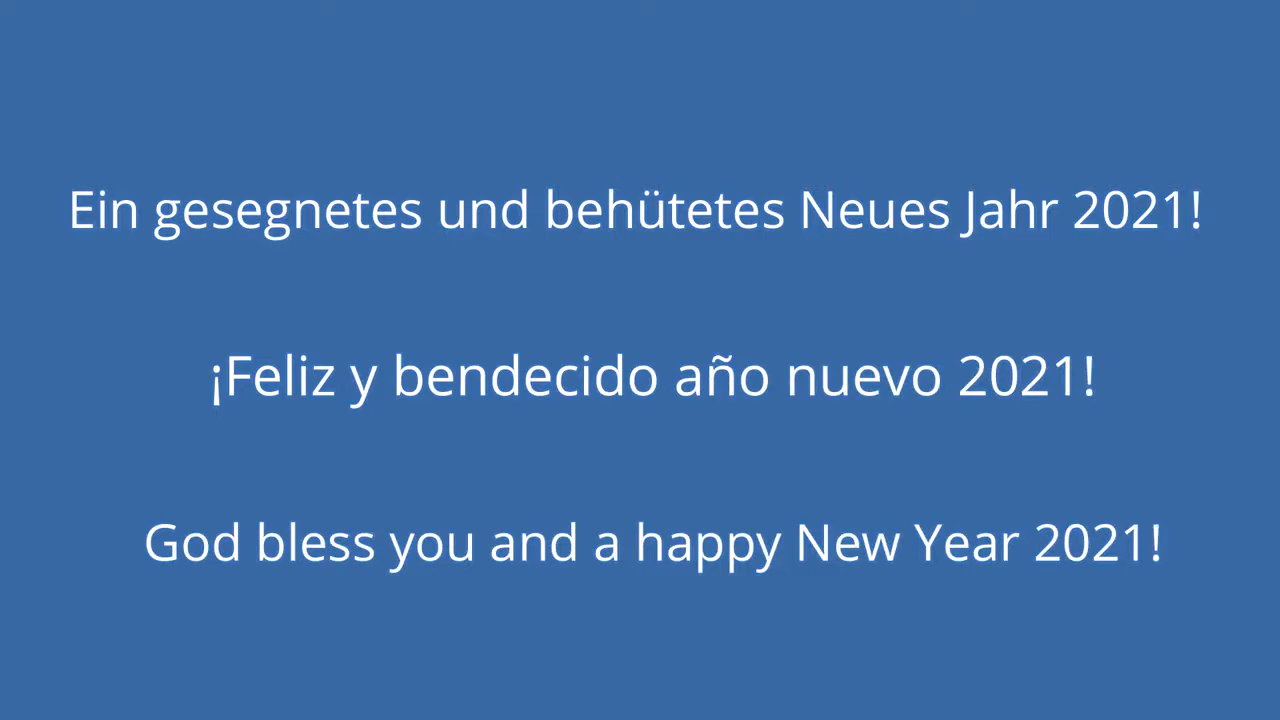 Ein gesegnetes und behütetes Neues Jahr 2021!
¡Feliz y bendecido año nuevo 2021!
God bless you and a happy New Year 2021!